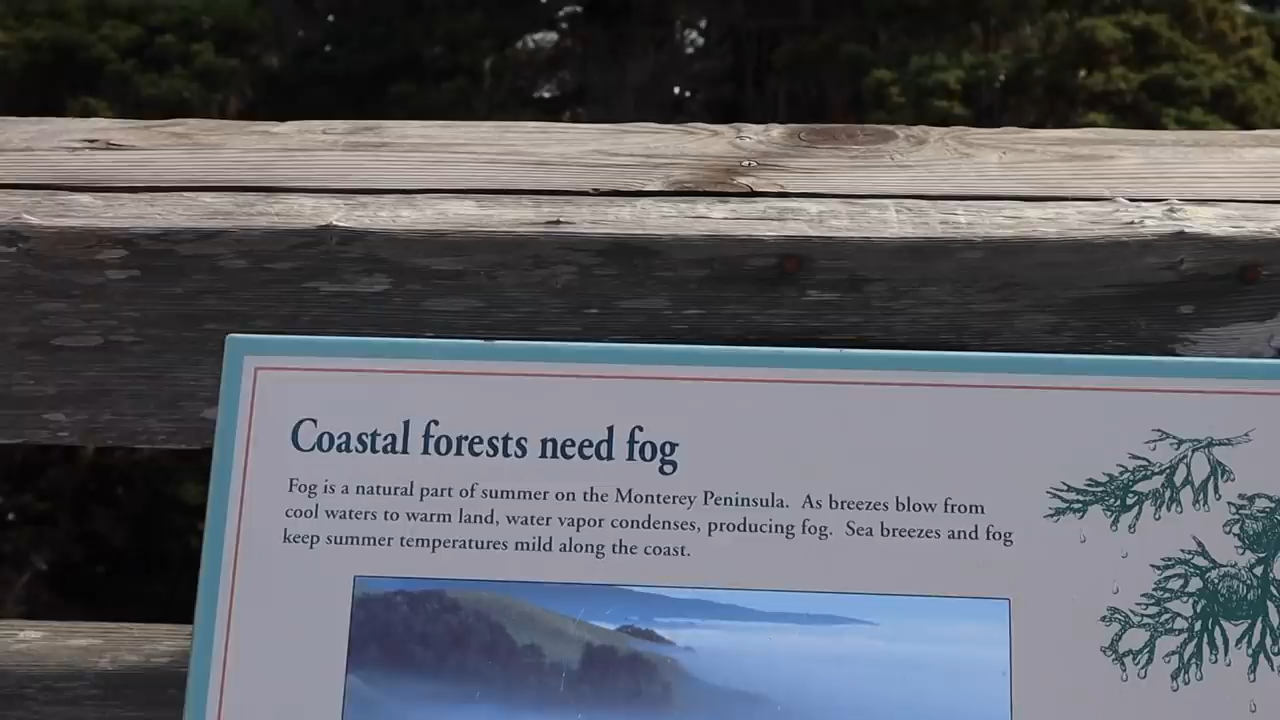 Coastal forests need fog
Fog is a natural part of summer on the Monterey Peninsula. As breezes blow from
cool waters to warm land, water vapor condenses, producing fog. Sea breezes and fog
keep summer temperatures mild along the coast.